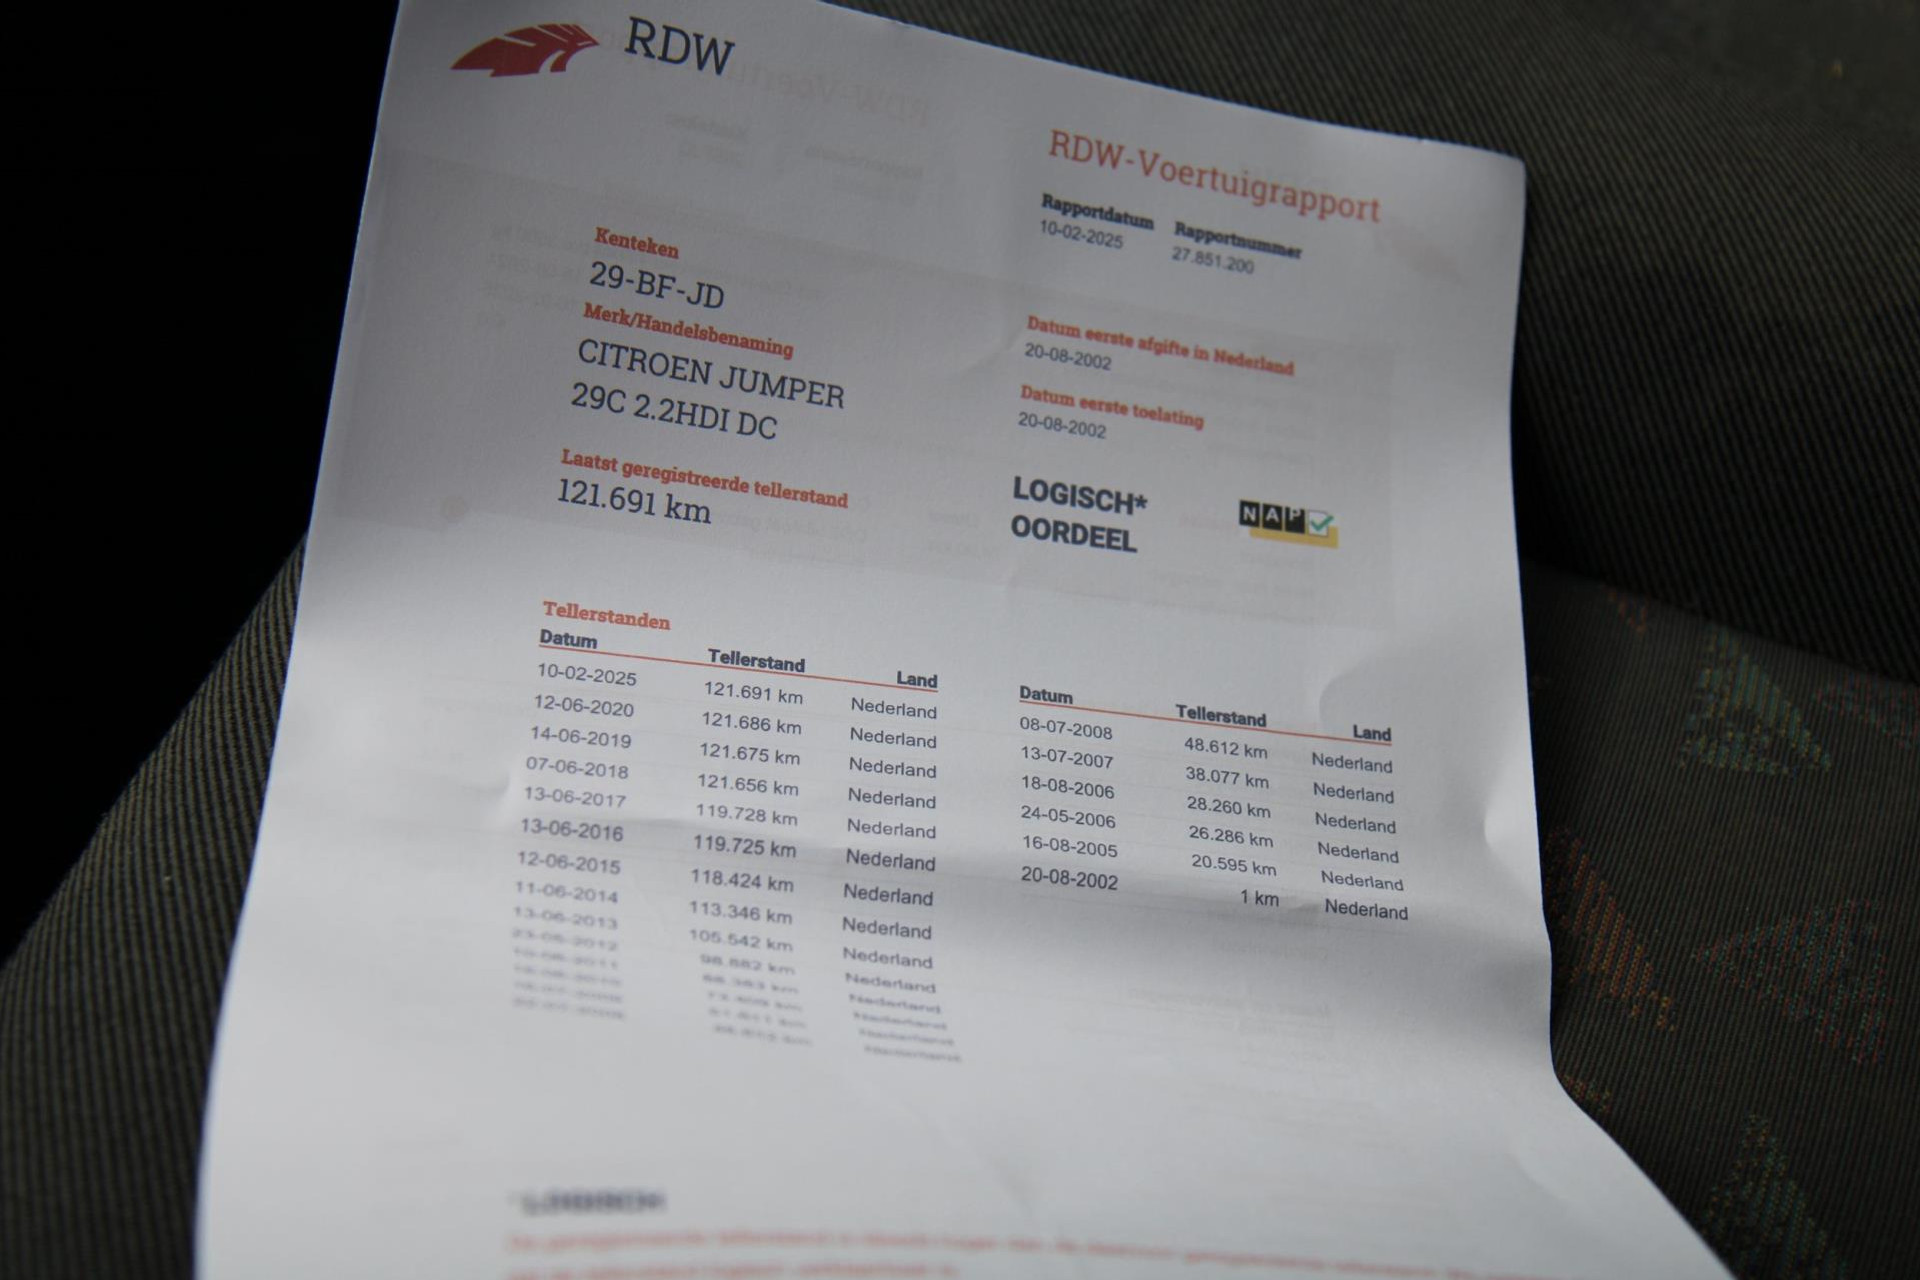 RDW
RDW-Voertuigrapport
Rapportdatum Rapportnummer
10-02-2025 27.851.200
Kenteken
29-BF-JD
Merk/Handelsbenaming
CITROEN JUMPER
29C 2.2HDI DC
Laatst geregistreerde tellerstand
121.691 km
Datum eerste afgifte in Nederland
20-08-2002
Datum eerste toelating
20-08-2002
LOGISCH*
OORDEEL
NAP
Tellerstanden
Datum Tellerstand Land
10-02-2025 121.691 km Nederland
12-06-2020 121.686 km Nederland
14-06-2019 121.675 km Nederland
07-06-2018 121.656 km Nederland
13-06-2017 119.728 km Nederland
13-06-2016 119.725 km Nederland
12-06-2015 118.424 km Nederland
11-06-2014 113.346 km Nederland
13-06-2013 105.542 km Nederland
Nederland
Nederland
Nederland
Nederland
Nederland
Datum Tellerstand Land
08-07-2008 48.612 km Nederland
13-07-2007 38.077 km Nederland
18-08-2006 28.260 km Nederland
24-05-2006 26.286 km Nederland
16-08-2005 20.595 km Nederland
20-08-2002 1 km Nederland